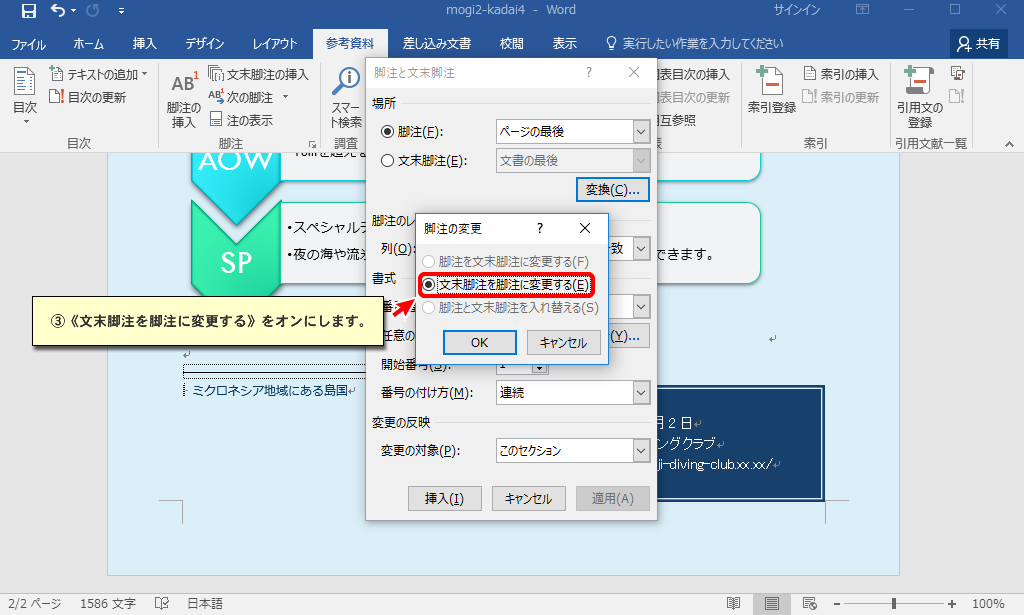 mogi2-kadai4 - Word
サインイン
ファイル ホーム 挿入 デザイン レイアウト 参考資料 差し込み文書 校閲 表示 実行したい作業を入力してください 共有
目次
テキストの追加
目次の更新
目次
AB1
脚注の挿入
文末脚注の挿入
次の脚注
注の表示
脚注
スマート検索
調査
図表目次の挿入
図表目次の更新
相互参照
索引登録
索引の挿入
索引の更新
索引
引用文の登録
引用文献一覧
AOW
SP
•スペシャルラ
•夜の海や流氷
できます。
ミクロネシア地域にある島国
月 2 日
ングクラブ
ji-diving-club.xx.xx/
脚注と文末脚注 ?
場所
脚注(F): ページの最後
文末脚注(E): 文書の最後
変換(C)...
脚注のレ
列(O): 一致
書式
(Y)...
任意の
開始番号(S): 1
番号の付け方(M): 連続
変更の反映
変更の対象(P): このセクション
挿入(I) キャンセル 適用(A)
脚注の変更 ?
脚注を文末脚注に変更する(F)
文末脚注を脚注に変更する(E)
脚注と文末脚注を入れ替える(S)
OK キャンセル
③《文末脚注を脚注に変更する》をオンにします。
2/2 ページ 1586 文字 日本語 100%